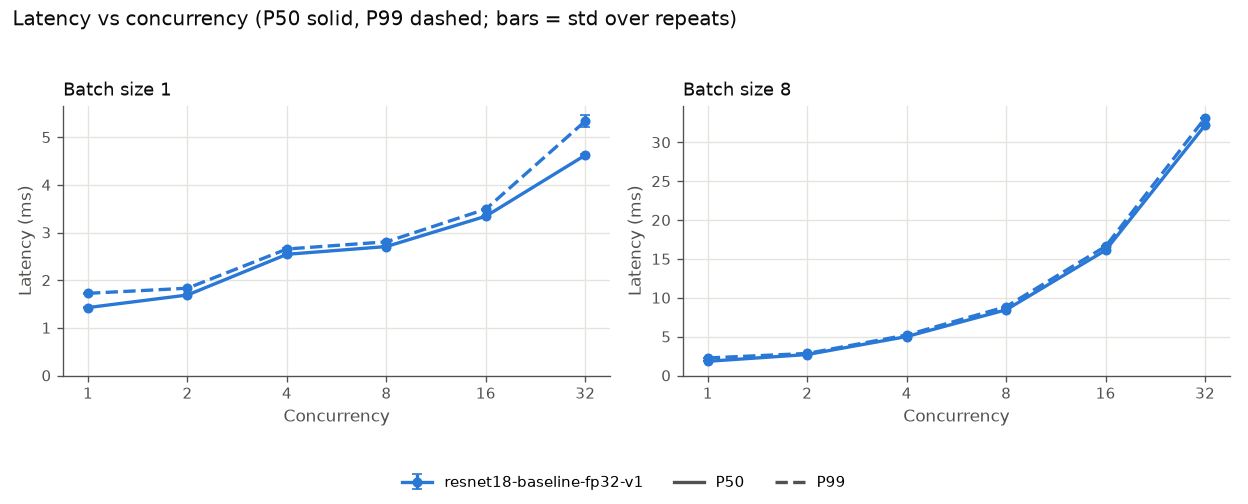 Latency vs concurrency (P50 solid, P99 dashed; bars = std over repeats)
Batch size 1
Latency (ms)
5
4
3
2
1
0
1 2 4 8 16 32
Concurrency
Batch size 8
Latency (ms)
30
25
20
15
10
5
0
1 2 4 8 16 32
Concurrency
resnet18-baseline-fp32-v1 P50 P99